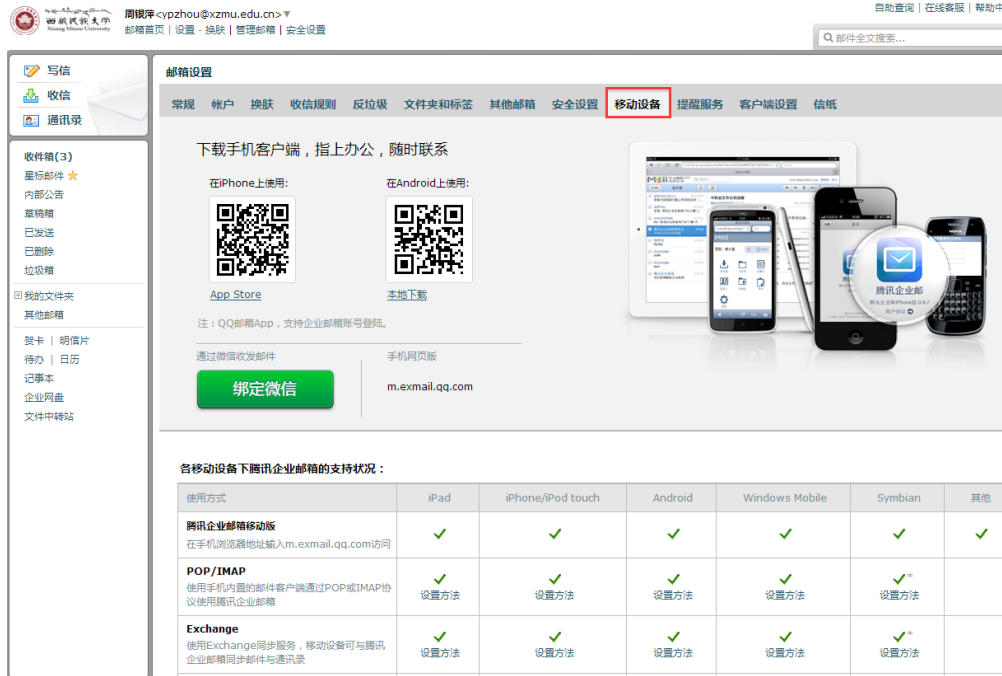 西藏民族大学
Xizang Minzu University
周银萍<ypzhou@xzmu.edu.cn>
邮箱首页 | 设置 - 换肤 | 管理邮箱 | 安全设置
自助查询 | 在线客服 | 帮助中
邮件全文搜索...
写信
收信
通讯录
收件箱(3)
星标邮件
内部公告
草稿箱
已发送
已删除
垃圾箱
我的文件夹
其他邮箱
贺卡 | 明信片
待办 | 日历
记事本
企业网盘
文件中转站
邮箱设置
常规 帐户 换肤 收信规则 反垃圾 文件夹和标签 其他邮箱 安全设置 移动设备 提醒服务 客户端设置 信纸
下载手机客户端，指上办公，随时联系
在iPhone上使用:
在Android上使用:
App Store
本地下载
注：QQ邮箱App，支持企业邮箱账号登陆。
通过微信收发邮件
手机网页版
绑定微信
m.exmail.qq.com
腾讯企业邮
用户协议
各移动设备下腾讯企业邮箱的支持状况：
使用方式 iPad iPhone/iPod touch Android Windows Mobile Symbian 其他
腾讯企业邮箱移动版
在手机浏览器地址输入m.exmail.qq.com访问
POP/IMAP
使用手机内置的邮件客户端通过POP或IMAP协
议使用腾讯企业邮箱
设置方法 设置方法 设置方法 设置方法 设置方法
Exchange
使用Exchange同步服务，移动设备可与腾讯
企业邮箱同步邮件与通讯录
设置方法 设置方法 设置方法 设置方法 设置方法